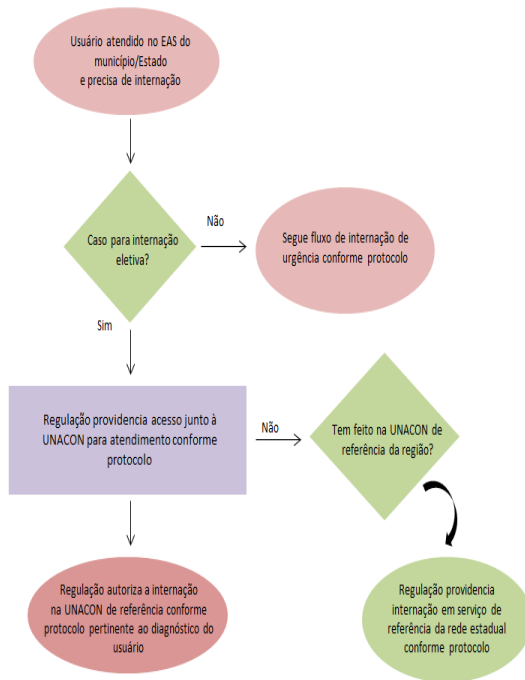 Usuário atendido no EAS do
município/Estado
e precisa de internação
Caso para internação
eletiva?
Não
Segue fluxo de internação de
urgência conforme protocolo
Sim
Regulação providencia acesso junto à
UNACON para atendimento conforme
protocolo
Não
Tem feito na UNACON de
referência da região?
Regulação autoriza a internação
na UNACON de referência conforme
protocolo pertinente ao diagnóstico do
usuário
Regulação providencia
internação em serviço de
referência da rede estadual
conforme protocolo